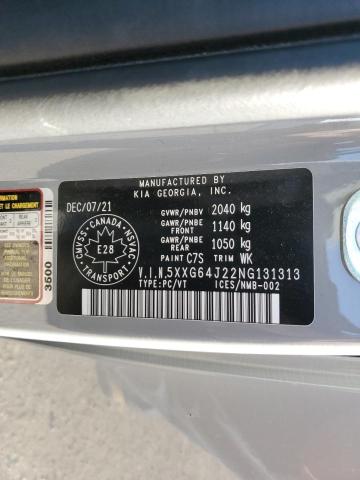 MANUFACTURED BY
KIA GEORGIA, INC.
DEC/07/21
GVWR/PNBV 2040 kg
GAWR/PNBE FRONT 1140 kg
GAWR/PNBE REAR 1050 kg
PAINT C7S TRIM WK
CMVSS · CANADA · NSVAC
E28
TRANSPORT
V.I.N.5XXG64J22NG131313
TYPE:PC/VT ICES/NMB-002
3500
REAR
ARRIÈRE